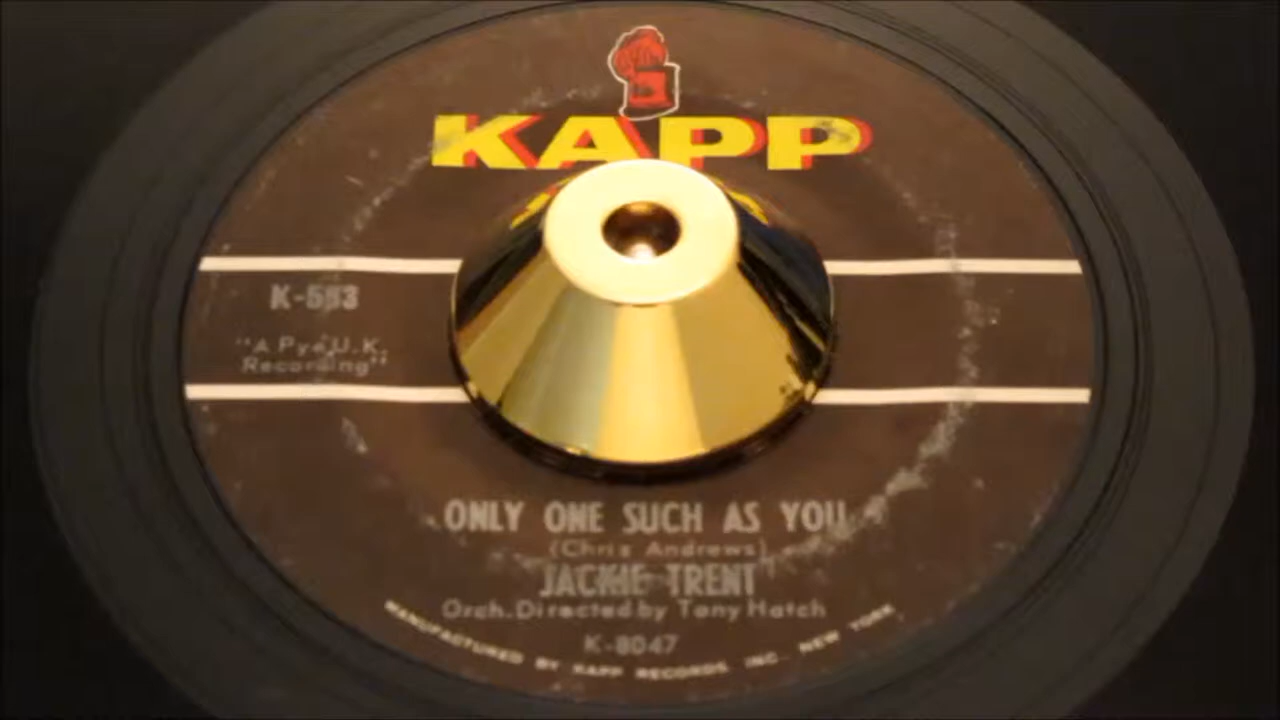 KAPP
K-583
"A Pye U.K.
Recording"
ONLY ONE SUCH AS YOU
(Chris Andrews)
JACKIE TRENT
Orch. Directed by Tony Hatch
K-8047
MANUFACTURED BY KAPP RECORDS, INC., NEW YORK